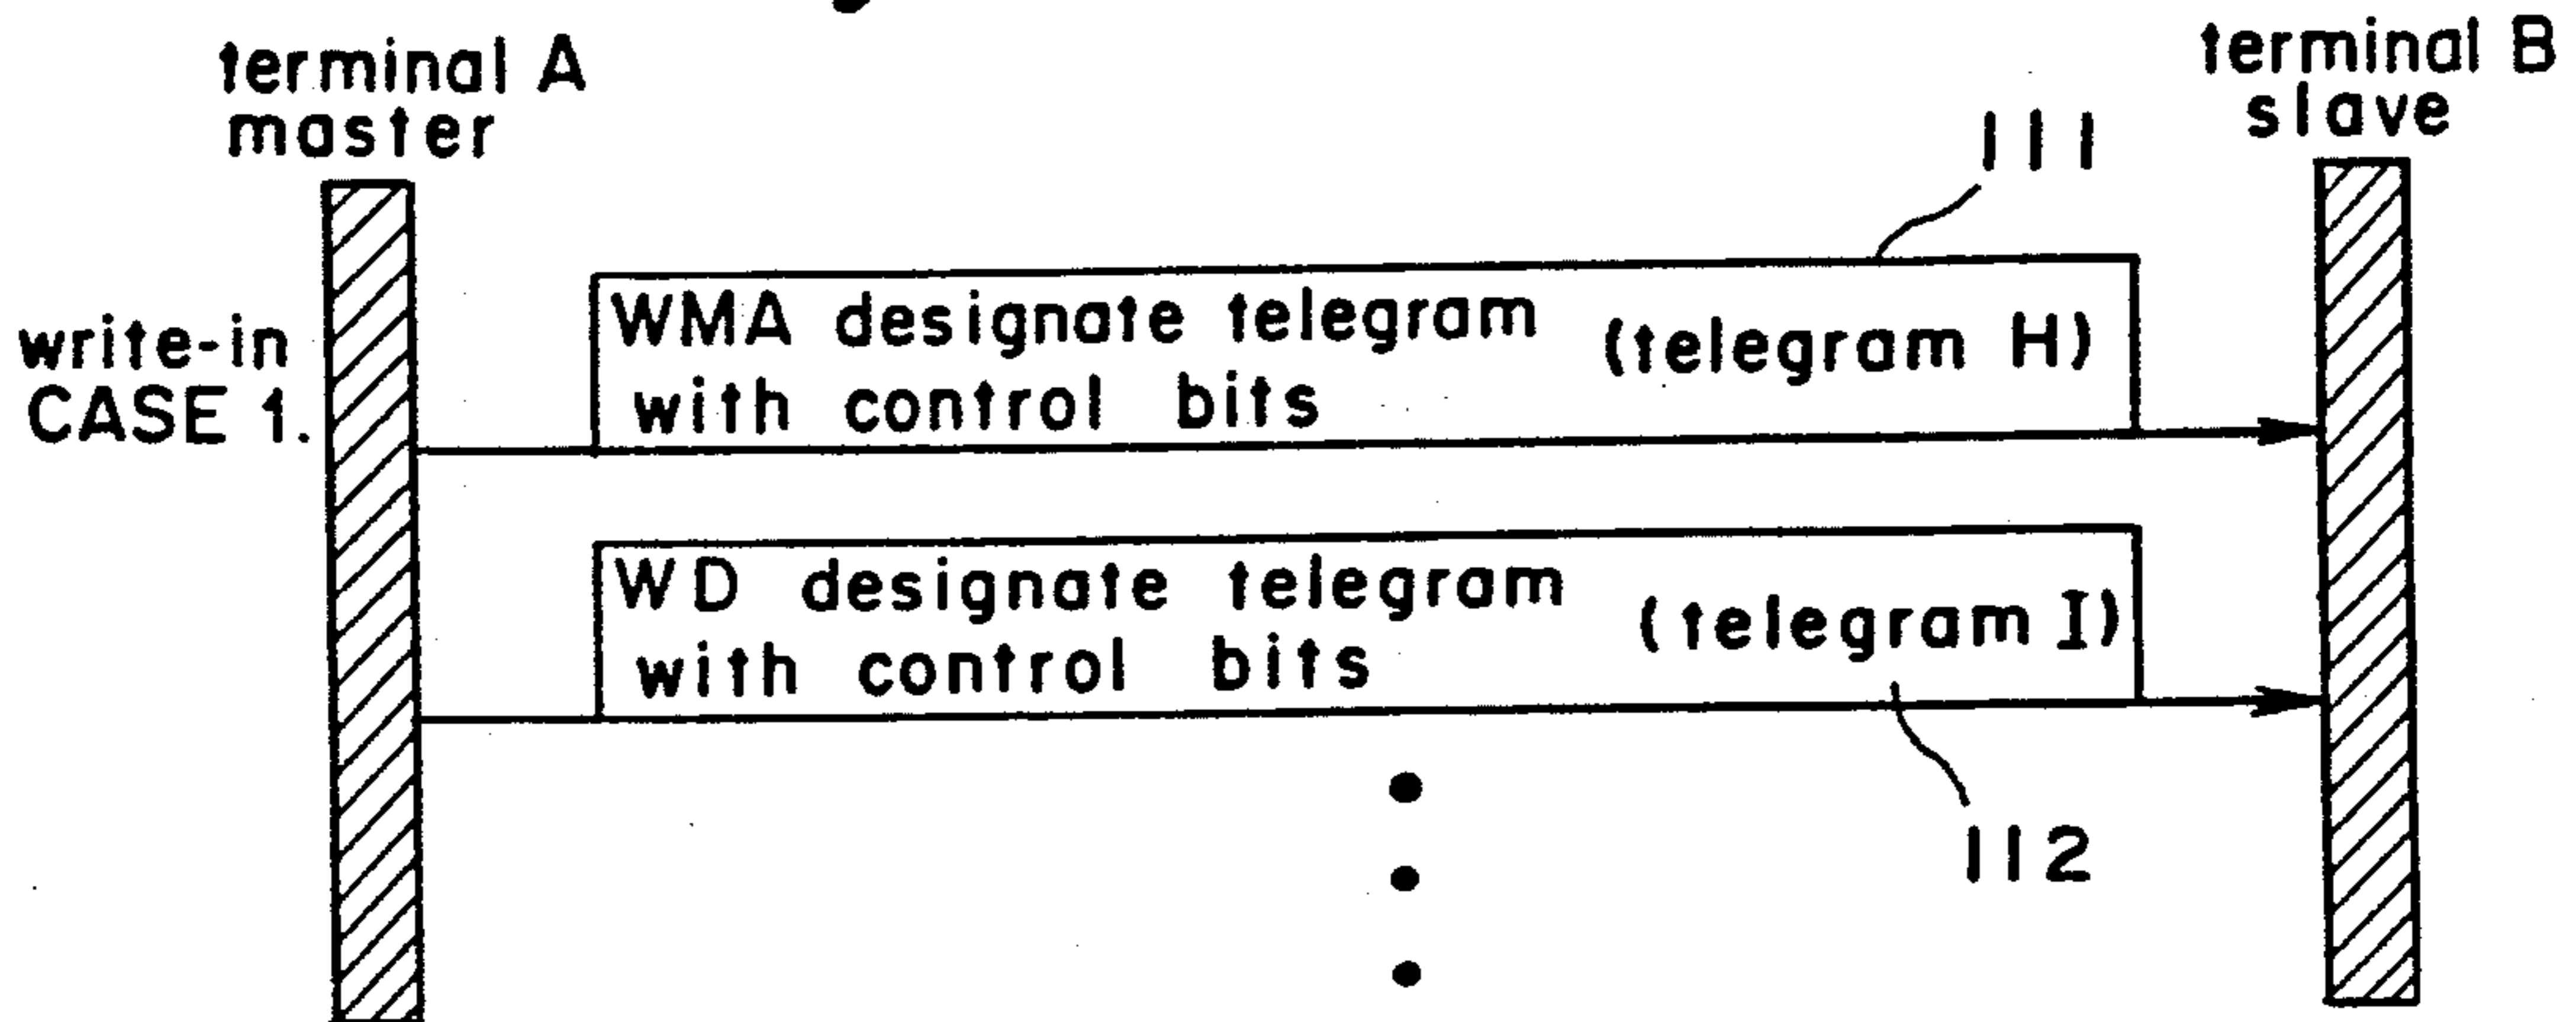 terminal A
master
terminal B
slave
111
write-in
CASE 1.
WMA designate telegram
with control bits
(telegram H)
WD designate telegram
with control bits
(telegram I)
112